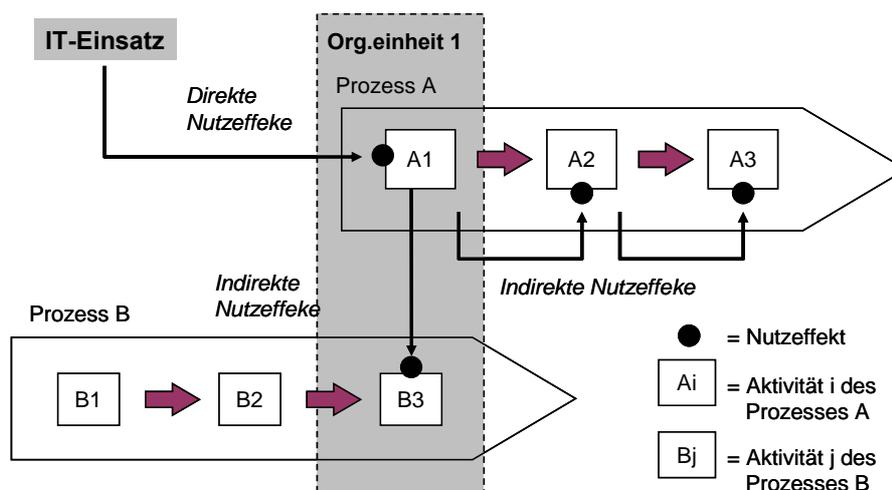 IT-Einsatz
Org.einheit 1
Direkte
Nutzeffeke
Prozess A
A1
A2
A3
Indirekte
Nutzeffeke
Indirekte Nutzeffeke
Prozess B
B1
B2
B3
= Nutzeffekt
Ai
= Aktivität i des
Prozesses A
Bj
= Aktivität j des
Prozesses B